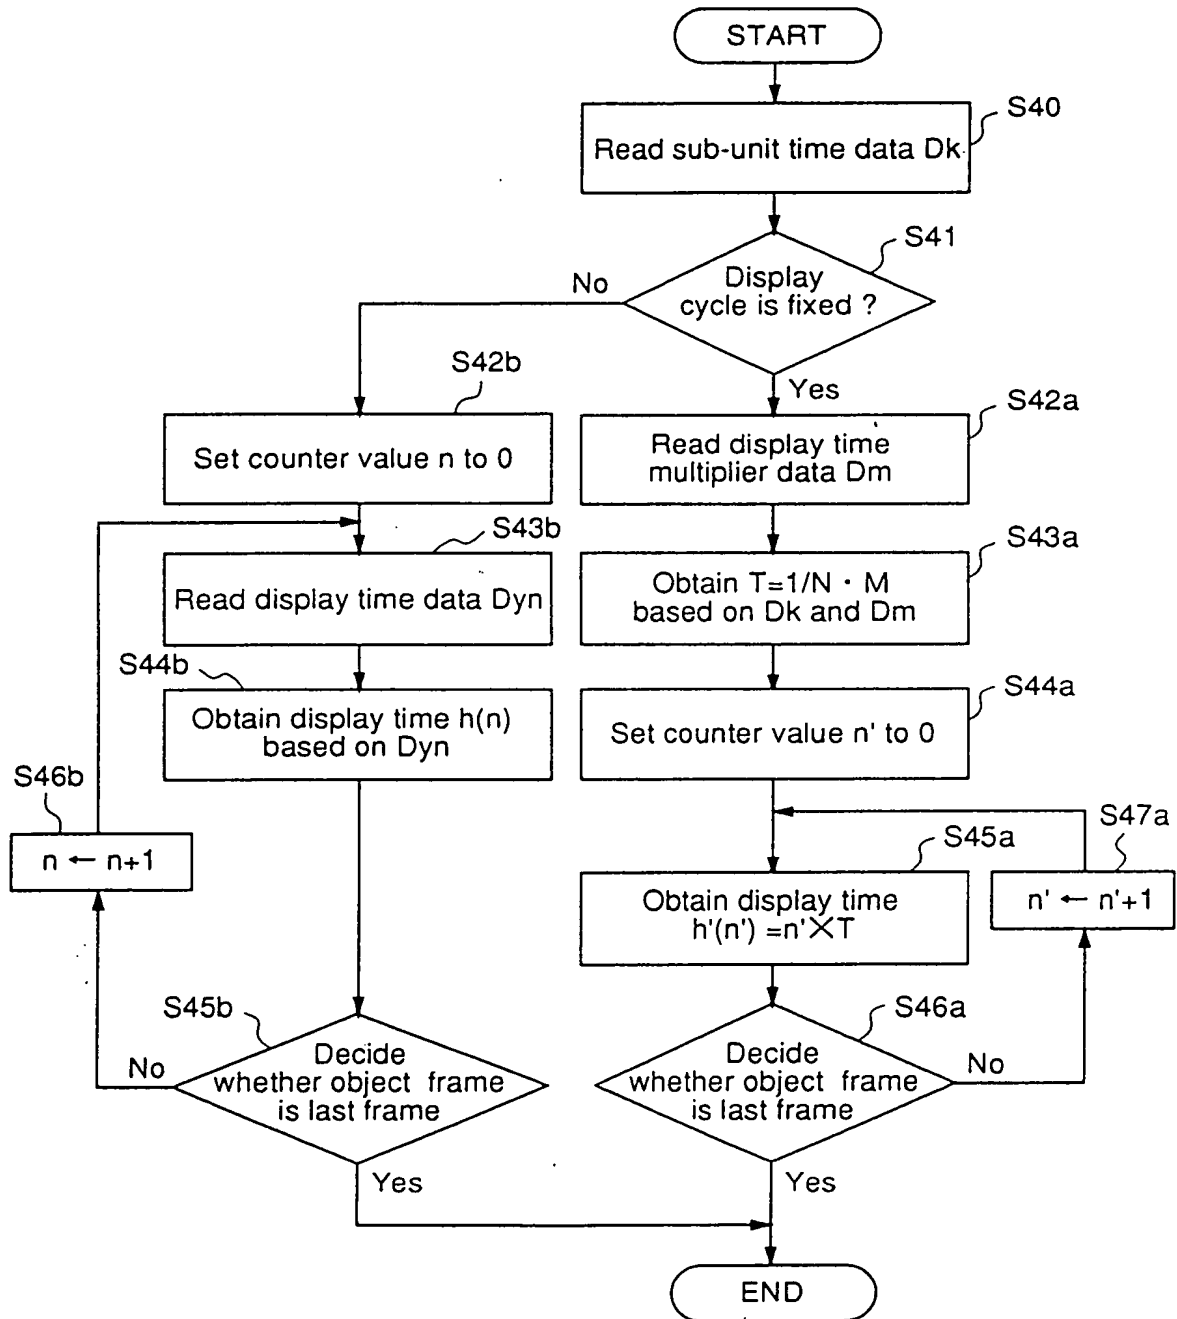 START
S40
Read sub-unit time data Dk
S41
Display
cycle is fixed ?
No
Yes
S42b
Set counter value n to 0
S42a
Read display time
multiplier data Dm
S43b
Read display time data Dyn
S43a
Obtain T=1/N · M
based on Dk and Dm
S44b
Obtain display time h(n)
based on Dyn
S44a
Set counter value n' to 0
S46b
n ← n+1
S47a
n' ← n'+1
S45a
Obtain display time
h'(n') =n'×T
S45b
Decide
whether object frame
is last frame
No
Yes
S46a
Decide
whether object frame
is last frame
No
Yes
END